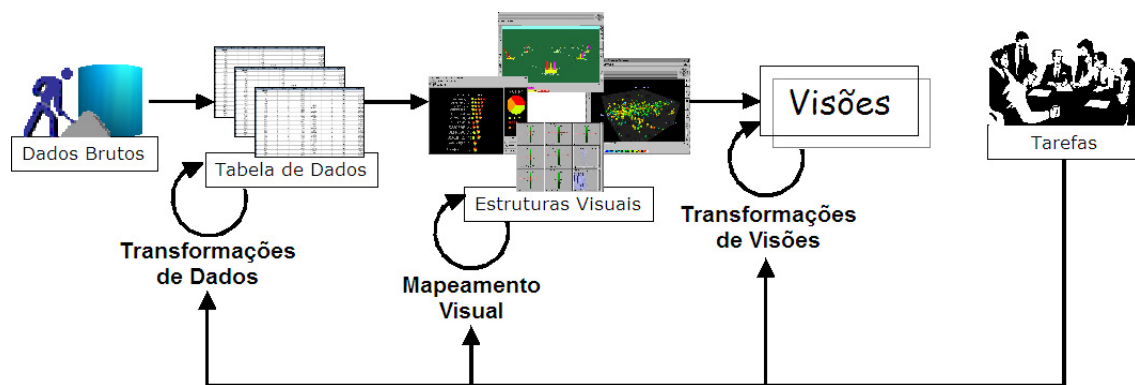 Dados Brutos
Tabela de Dados
Estruturas Visuais
Visões
Tarefas
Transformações
de Dados
Mapeamento
Visual
Transformações
de Visões